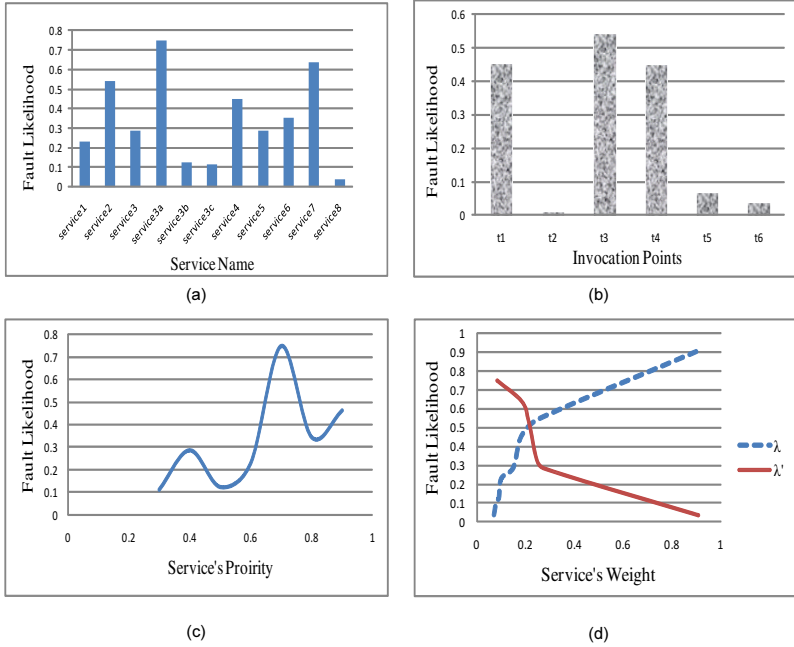 0.8
0.7
0.6
0.5
0.4
0.3
0.2
0.1
0
Fault Likelihood
service1
service2
service3
service3a
service3b
service3c
service4
service5
service6
service7
service8
Service Name
(a)
0.6
0.5
0.4
0.3
0.2
0.1
0
Fault Likelihood
t1 t2 t3 t4 t5 t6
Invocation Points
(b)
0.8
0.7
0.6
0.5
0.4
0.3
0.2
0.1
0
Fault Likelihood
0 0.2 0.4 0.6 0.8 1
Service's Proirity
(c)
1
0.9
0.8
0.7
0.6
0.5
0.4
0.3
0.2
0.1
0
Fault Likelihood
0 0.2 0.4 0.6 0.8 1
Service's Weight
λ
λ'
(d)